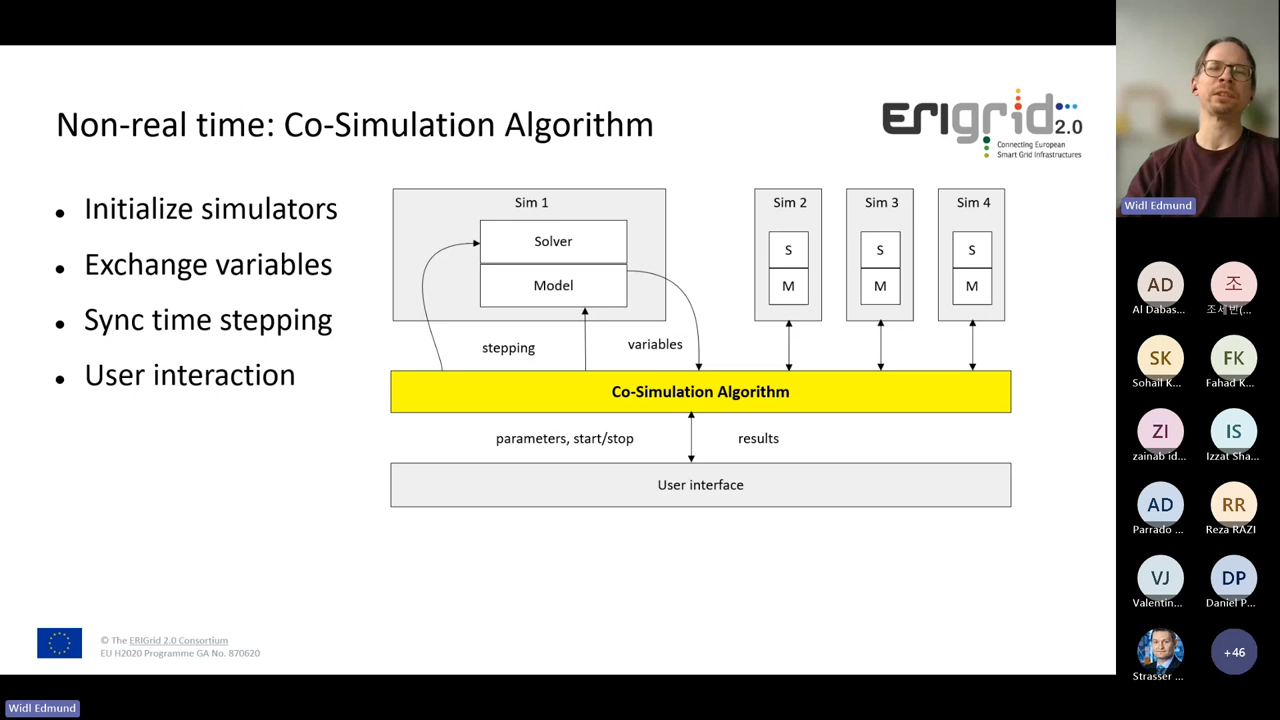 Non-real time: Co-Simulation Algorithm
ERIgrid 2.0
Connecting European
Smart Grid Infrastructures
Initialize simulators
Exchange variables
Sync time stepping
User interaction
Sim 1
Solver
Model
Sim 2
S
M
Sim 3
S
M
Sim 4
S
M
stepping
variables
Co-Simulation Algorithm
parameters, start/stop
results
User interface
© The ERIGrid 2.0 Consortium
EU H2020 Programme GA No. 870620
Widl Edmund
Widl Edmund
AD
Al Dabas...
조
조세빈(...
SK
Sohail K...
FK
Fahad K...
ZI
zainab id...
IS
Izzat Sha...
AD
Parrado ...
RR
Reza RAZI
VJ
Valentin...
DP
Daniel P...
Strasser ...
+46